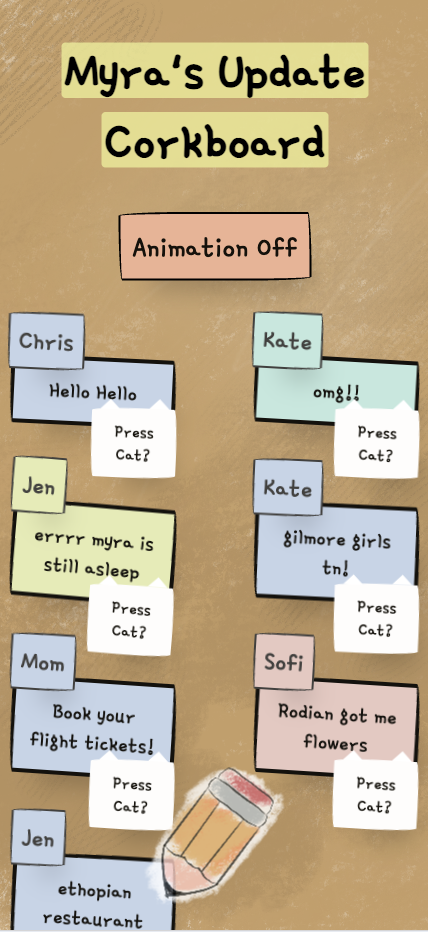 Myra's Update
Corkboard
Animation Off
Chris
Hello Hello
Press
Cat?
Kate
omg!!
Press
Cat?
Jen
errrr myra is
still asleep
Press
Cat?
Kate
gilmore girls
tn!
Press
Cat?
Mom
Book your
flight tickets!
Press
Cat?
Sofi
Rodian got me
flowers
Press
Cat?
Jen
ethopian
restaurant